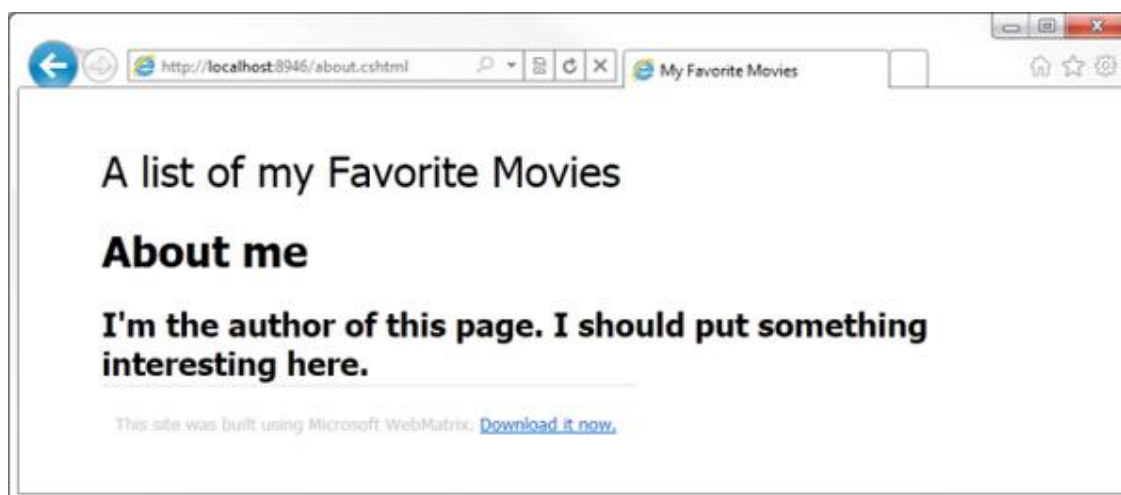 http://localhost:8946/about.cshtml
My Favorite Movies
A list of my Favorite Movies
About me
I'm the author of this page. I should put something
interesting here.
This site was built using Microsoft WebMatrix. Download it now.